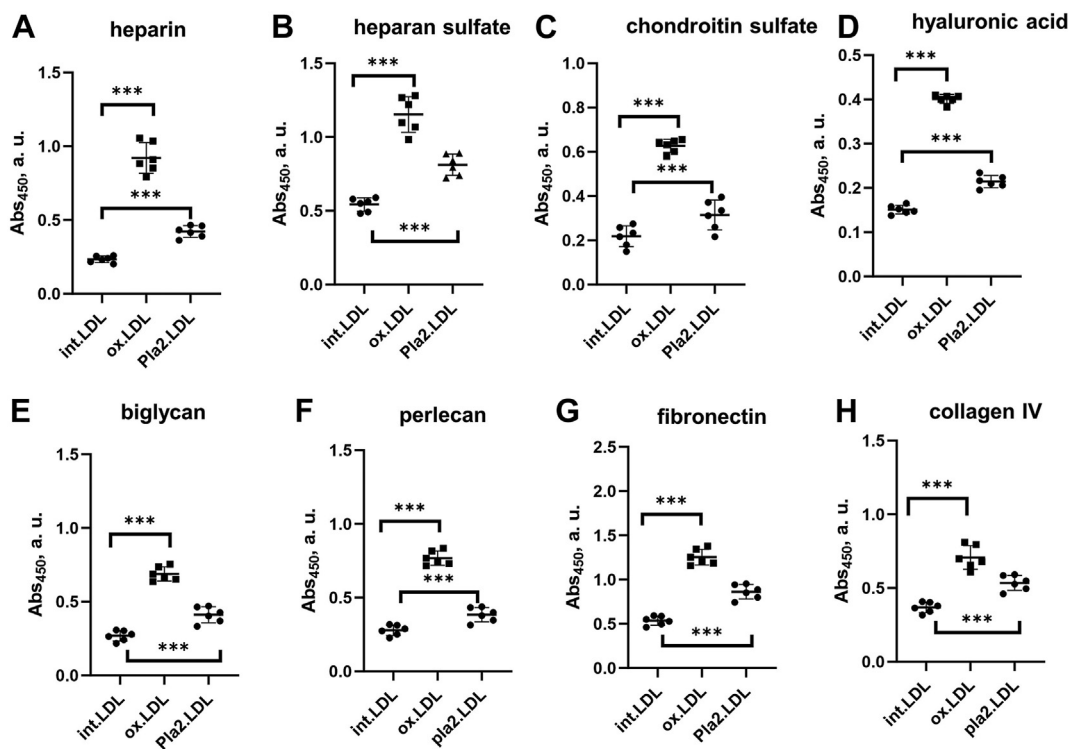 A
heparin
Abs450, a. u.
1.5
1.0
0.5
0.0
***
***
int.LDL
ox.LDL
Pla2.LDL
B
heparan sulfate
Abs450, a. u.
1.5
1.0
0.5
0.0
***
***
int.LDL
ox.LDL
Pla2.LDL
C
chondroitin sulfate
Abs450, a. u.
1.0
0.8
0.6
0.4
0.2
0.0
***
***
int.LDL
ox.LDL
Pla2.LDL
D
hyaluronic acid
Abs450, a. u.
0.5
0.4
0.3
0.2
0.1
0.0
***
***
int.LDL
ox.LDL
Pla2.LDL
E
biglycan
Abs450, a. u.
1.5
1.0
0.5
0.0
***
***
int.LDL
ox.LDL
Pla2.LDL
F
perlecan
Abs450, a. u.
1.5
1.0
0.5
0.0
***
***
int.LDL
ox.LDL
pla2.LDL
G
fibronectin
Abs450, a. u.
2.5
2.0
1.5
1.0
0.5
0.0
***
***
int.LDL
ox.LDL
Pla2.LDL
H
collagen IV
Abs450, a. u.
1.5
1.0
0.5
0.0
***
***
int.LDL
ox.LDL
pla2.LDL